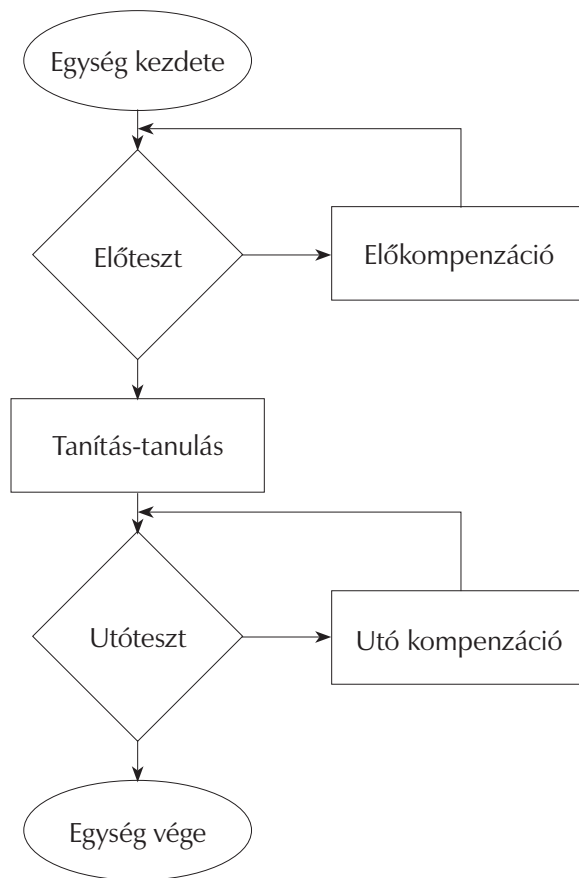 Egység kezdete
Előteszt
Előkompenzáció
Tanítás-tanulás
Utóteszt
Utó kompenzáció
Egység vége